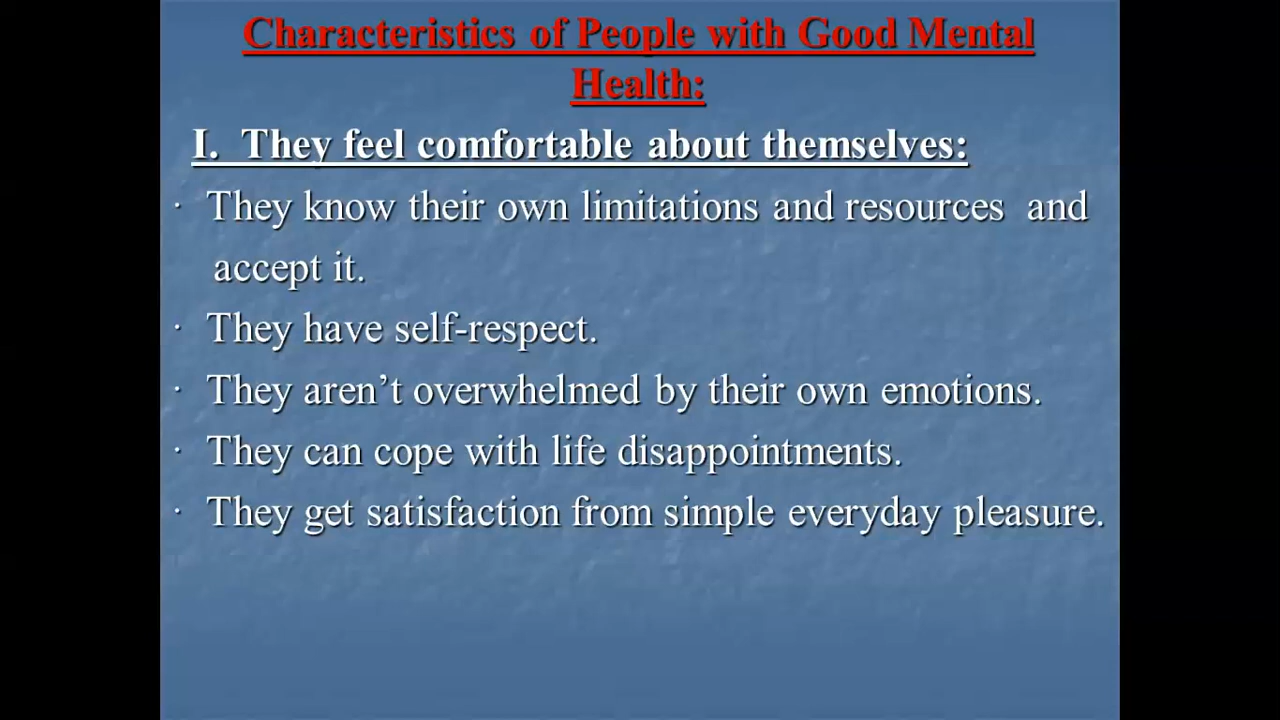 Characteristics of People with Good Mental
Health:
I. They feel comfortable about themselves:
· They know their own limitations and resources and
accept it.
· They have self-respect.
· They aren’t overwhelmed by their own emotions.
· They can cope with life disappointments.
· They get satisfaction from simple everyday pleasure.